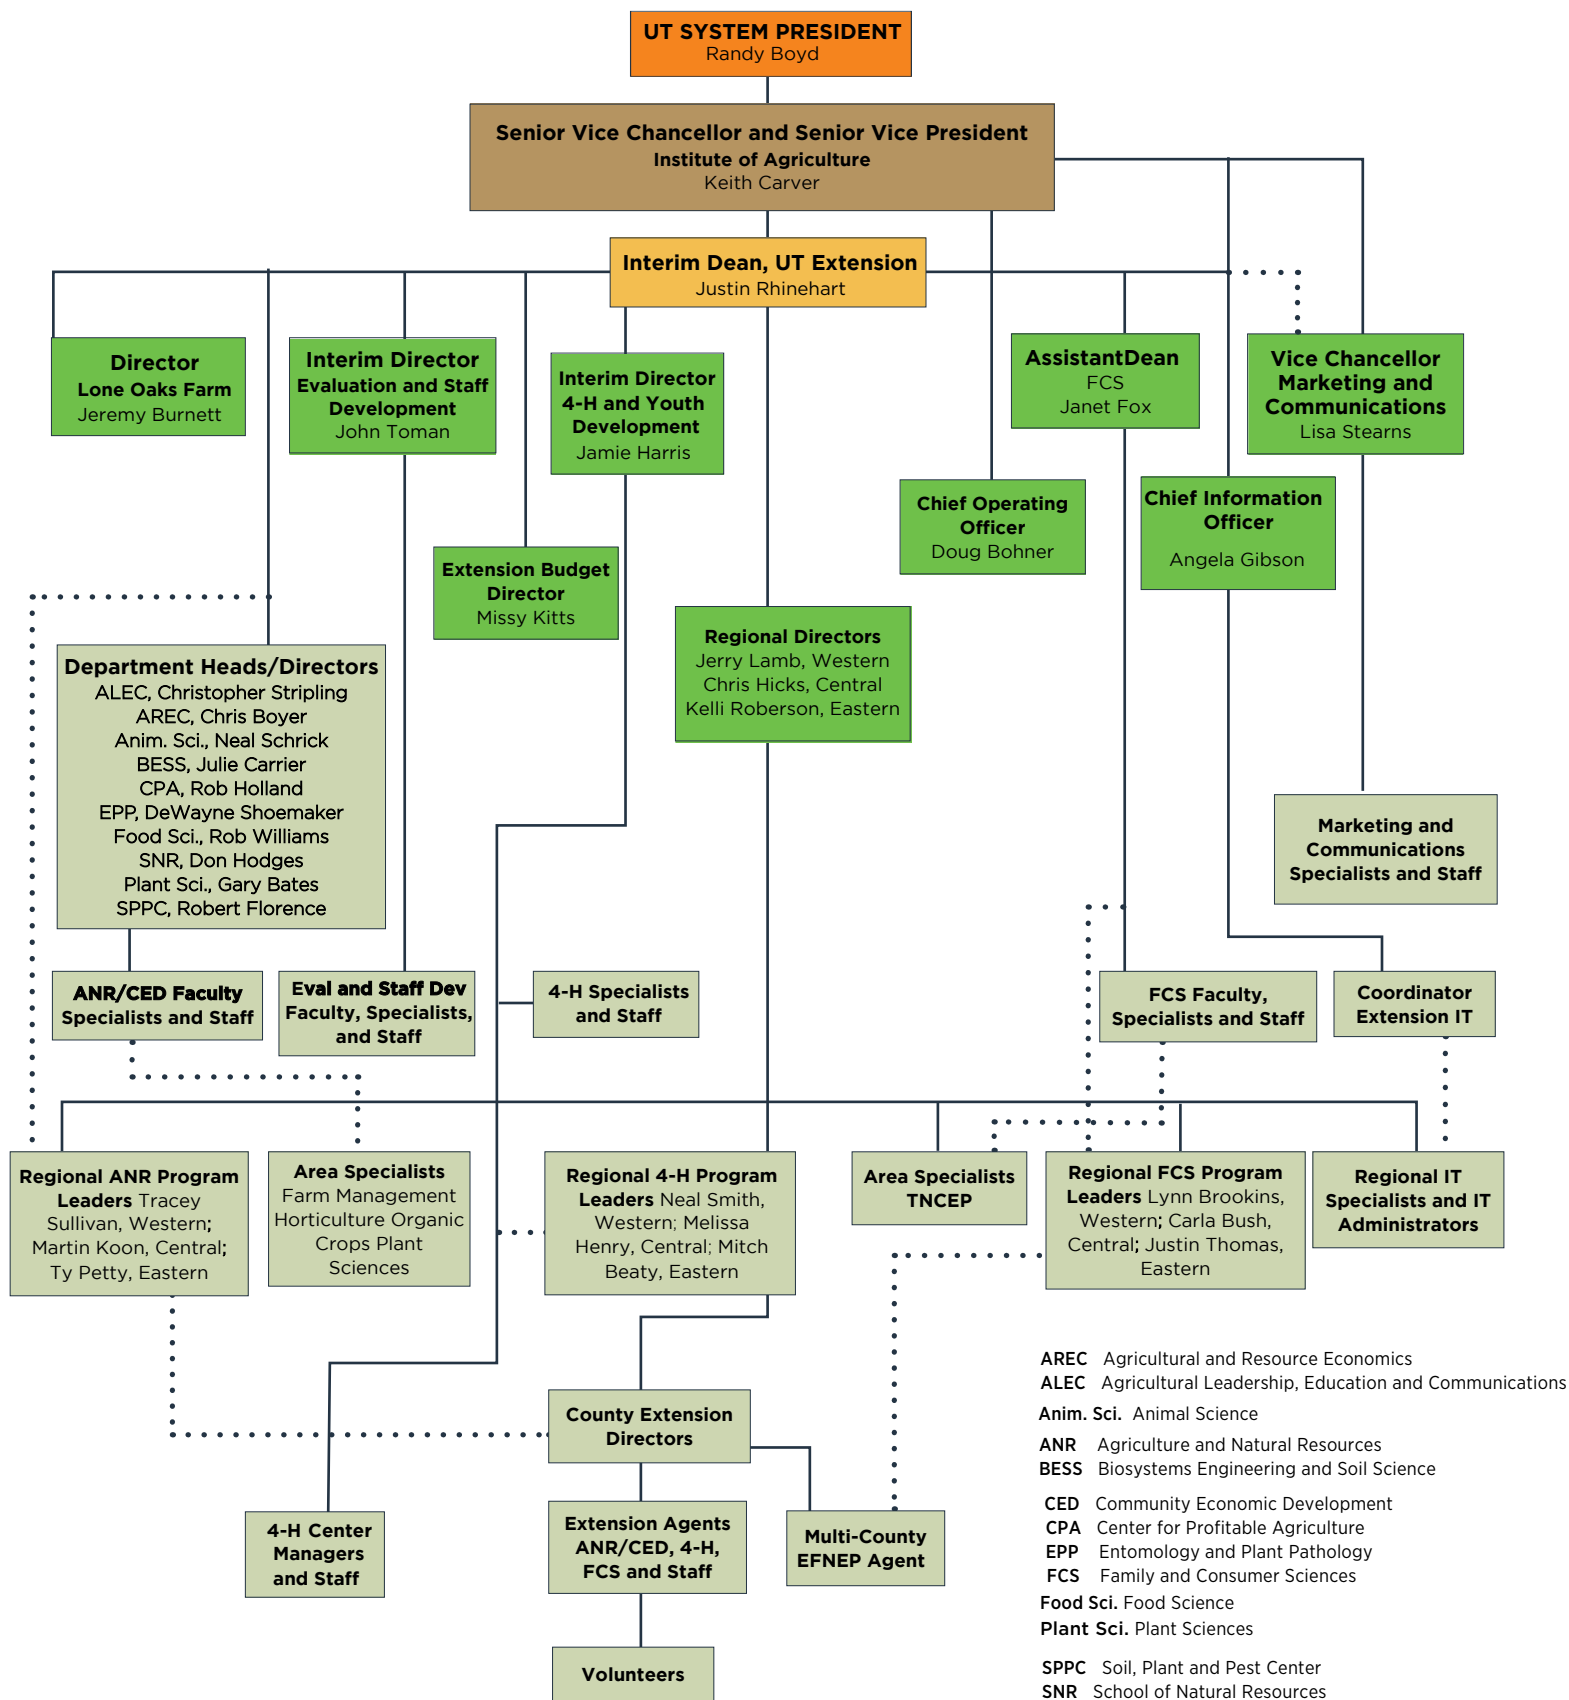 UT SYSTEM PRESIDENT
Randy Boyd
Senior Vice Chancellor and Senior Vice President
Institute of Agriculture
Keith Carver
Interim Dean, UT Extension
Justin Rhinehart
Director
Lone Oaks Farm
Jeremy Burnett
Interim Director
Evaluation and Staff
Development
John Toman
Interim Director
4-H and Youth
Development
Jamie Harris
AssistantDean
FCS
Janet Fox
Vice Chancellor
Marketing and
Communications
Lisa Stearns
Chief Operating
Officer
Doug Bohner
Chief Information
Officer
Angela Gibson
Extension Budget
Director
Missy Kitts
Regional Directors
Jerry Lamb, Western
Chris Hicks, Central
Kelli Roberson, Eastern
Department Heads/Directors
ALEC, Christopher Stripling
AREC, Chris Boyer
Anim. Sci., Neal Schrick
BESS, Julie Carrier
CPA, Rob Holland
EPP, DeWayne Shoemaker
Food Sci., Rob Williams
SNR, Don Hodges
Plant Sci., Gary Bates
SPPC, Robert Florence
Marketing and
Communications
Specialists and Staff
ANR/CED Faculty
Specialists and Staff
Eval and Staff Dev
Faculty, Specialists,
and Staff
4-H Specialists
and Staff
FCS Faculty,
Specialists and Staff
Coordinator
Extension IT
Regional ANR Program
Leaders Tracey
Sullivan, Western;
Martin Koon, Central;
Ty Petty, Eastern
Area Specialists
Farm Management
Horticulture Organic
Crops Plant
Sciences
Regional 4-H Program
Leaders Neal Smith,
Western; Melissa
Henry, Central; Mitch
Beaty, Eastern
Area Specialists
TNCEP
Regional FCS Program
Leaders Lynn Brookins,
Western; Carla Bush,
Central; Justin Thomas,
Eastern
Regional IT
Specialists and IT
Administrators
County Extension
Directors
4-H Center
Managers
and Staff
Extension Agents
ANR/CED, 4-H,
FCS and Staff
Multi-County
EFNEP Agent
Volunteers
AREC Agricultural and Resource Economics
ALEC Agricultural Leadership, Education and Communications
Anim. Sci. Animal Science
ANR Agriculture and Natural Resources
BESS Biosystems Engineering and Soil Science
CED Community Economic Development
CPA Center for Profitable Agriculture
EPP Entomology and Plant Pathology
FCS Family and Consumer Sciences
Food Sci. Food Science
Plant Sci. Plant Sciences
SPPC Soil, Plant and Pest Center
SNR School of Natural Resources